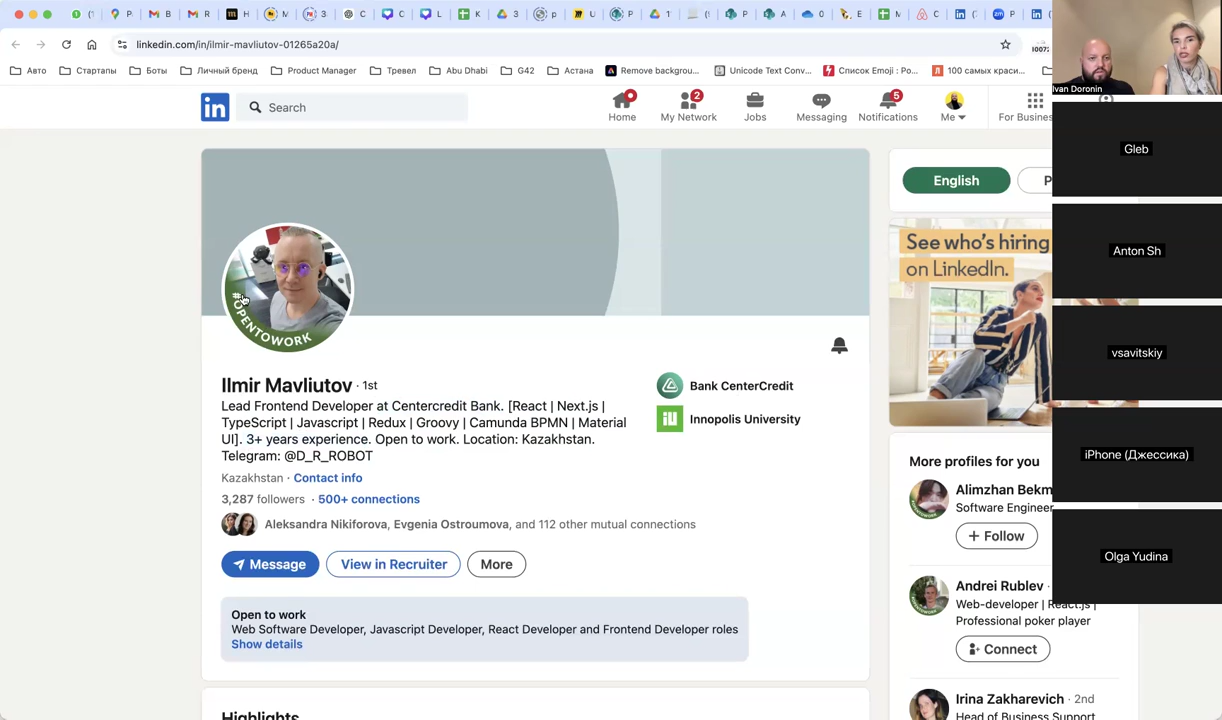 linkedin.com/in/ilmir-mavliutov-01265a20a/
Авто
Стартапы
Боты
Личный бренд
Product Manager
Тревел
Abu Dhabi
G42
Астана
Remove backgrou...
Unicode Text Conv...
Список Emoji : Po...
100 самых краси...
in
Search
Home
2
My Network
Jobs
Messaging
5
Notifications
Me
For Busines
English
P
#OPENTOWORK
Ilmir Mavliutov · 1st
Lead Frontend Developer at Centercredit Bank. [React | Next.js |
TypeScript | Javascript | Redux | Groovy | Camunda BPMN | Material
UI]. 3+ years experience. Open to work. Location: Kazakhstan.
Telegram: @D_R_ROBOT
Kazakhstan · Contact info
3,287 followers · 500+ connections
Aleksandra Nikiforova, Evgenia Ostroumova, and 112 other mutual connections
Message
View in Recruiter
More
Open to work
Web Software Developer, Javascript Developer, React Developer and Frontend Developer roles
Show details
Highlights
Bank CenterCredit
Innopolis University
See who's hiring
on LinkedIn.
More profiles for you
Alimzhan Bekm
Software Engineer
+ Follow
Andrei Rublev ·
Web-developer | React.js |
Professional poker player
Connect
Irina Zakharevich · 2nd
Head of Business Support
Ivan Doronin
Gleb
Anton Sh
vsavitskiy
iPhone (Джессика)
Olga Yudina